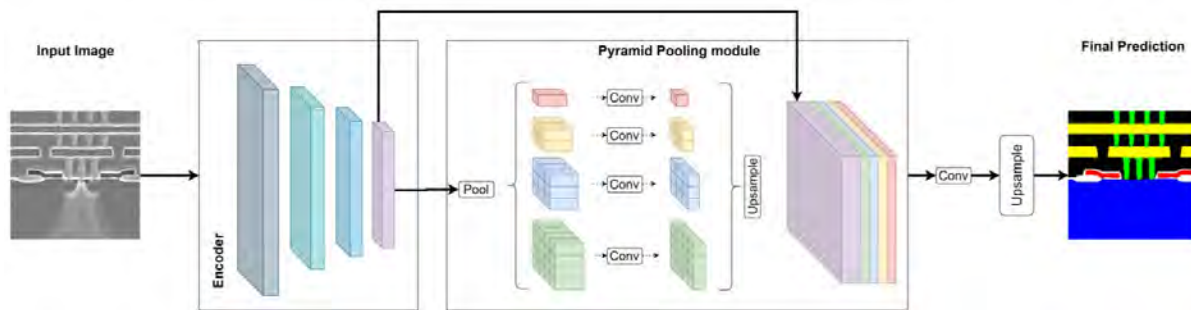 Input Image
Encoder
Pyramid Pooling module
Pool
Conv
Conv
Conv
Conv
Upsample
Conv
Upsample
Final Prediction